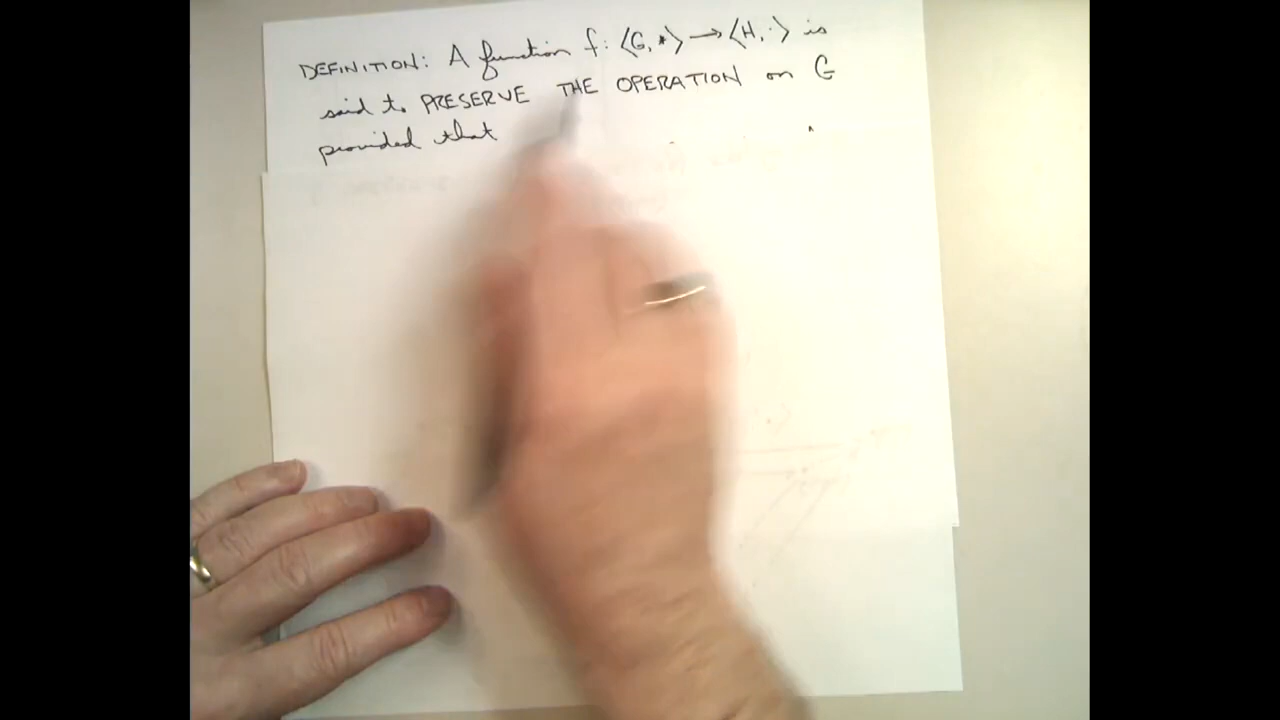 DEFINITION: A function f: ⟨G, *⟩ → ⟨H, ·⟩ is
said to PRESERVE THE OPERATION on G
provided that